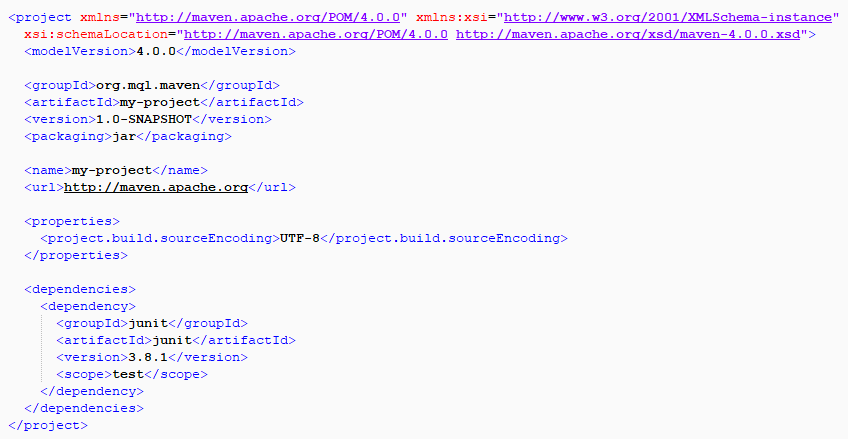 <project xmlns="http://maven.apache.org/POM/4.0.0" xmlns:xsi="http://www.w3.org/2001/XMLSchema-instance"
  xsi:schemaLocation="http://maven.apache.org/POM/4.0.0 http://maven.apache.org/xsd/maven-4.0.0.xsd">
  <modelVersion>4.0.0</modelVersion>

  <groupId>org.mql.maven</groupId>
  <artifactId>my-project</artifactId>
  <version>1.0-SNAPSHOT</version>
  <packaging>jar</packaging>

  <name>my-project</name>
  <url>http://maven.apache.org</url>

  <properties>
    <project.build.sourceEncoding>UTF-8</project.build.sourceEncoding>
  </properties>

  <dependencies>
    <dependency>
      <groupId>junit</groupId>
      <artifactId>junit</artifactId>
      <version>3.8.1</version>
      <scope>test</scope>
    </dependency>
  </dependencies>
</project>